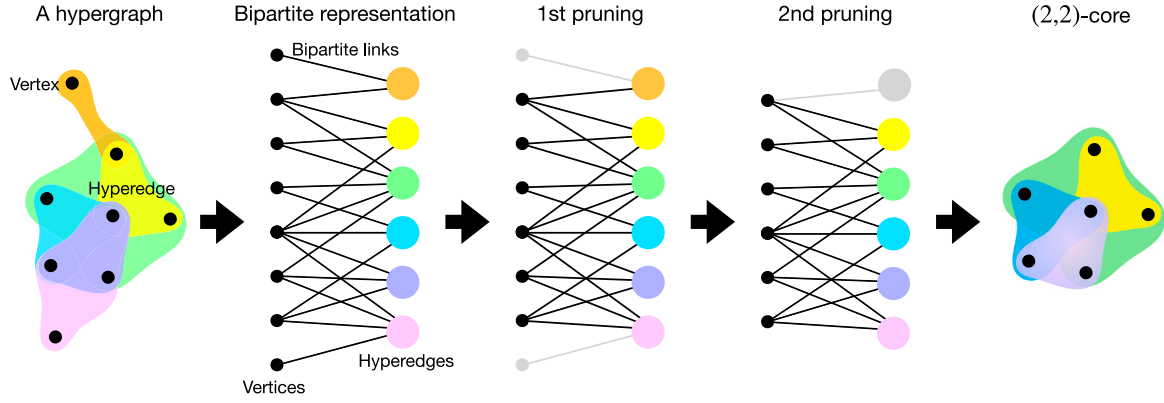 A hypergraph
Bipartite representation
1st pruning
2nd pruning
(2,2)-core
Bipartite links
Vertex
Hyperedge
Hyperedges
Vertices